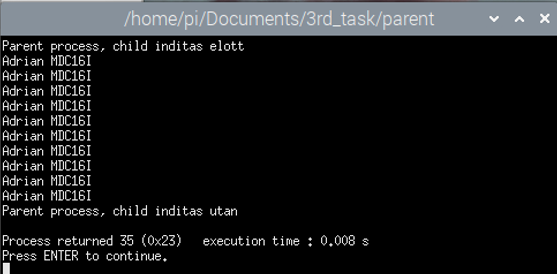 /home/pi/Documents/3rd_task/parent
Parent process, child inditas elott
Adrian MDC16I
Adrian MDC16I
Adrian MDC16I
Adrian MDC16I
Adrian MDC16I
Adrian MDC16I
Adrian MDC16I
Adrian MDC16I
Adrian MDC16I
Adrian MDC16I
Parent process, child inditas utan
Process returned 35 (0x23)   execution time : 0.008 s
Press ENTER to continue.